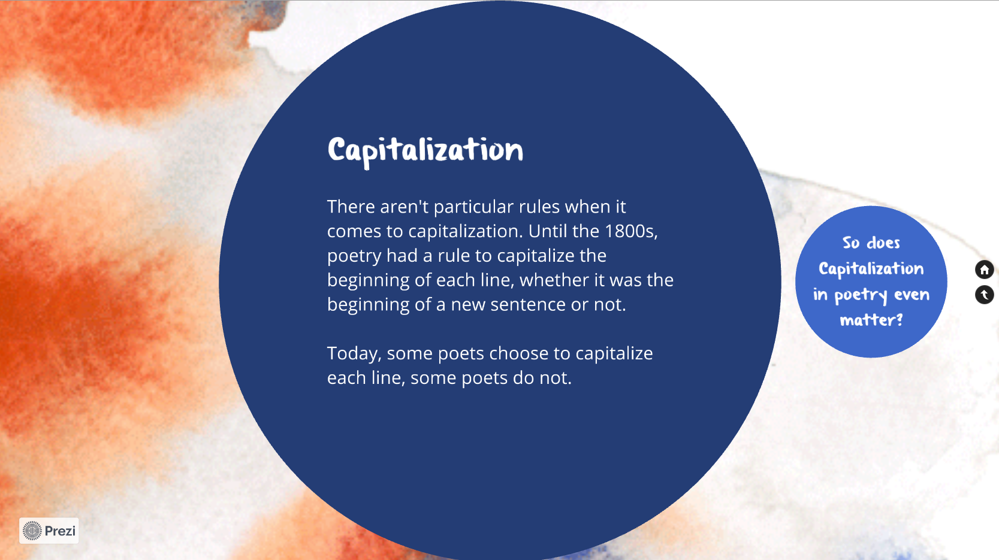 Capitalization
There aren't particular rules when it
comes to capitalization. Until the 1800s,
poetry had a rule to capitalize the
beginning of each line, whether it was the
beginning of a new sentence or not.
Today, some poets choose to capitalize
each line, some poets do not.
So does
Capitalization
in poetry even
matter?
Prezi